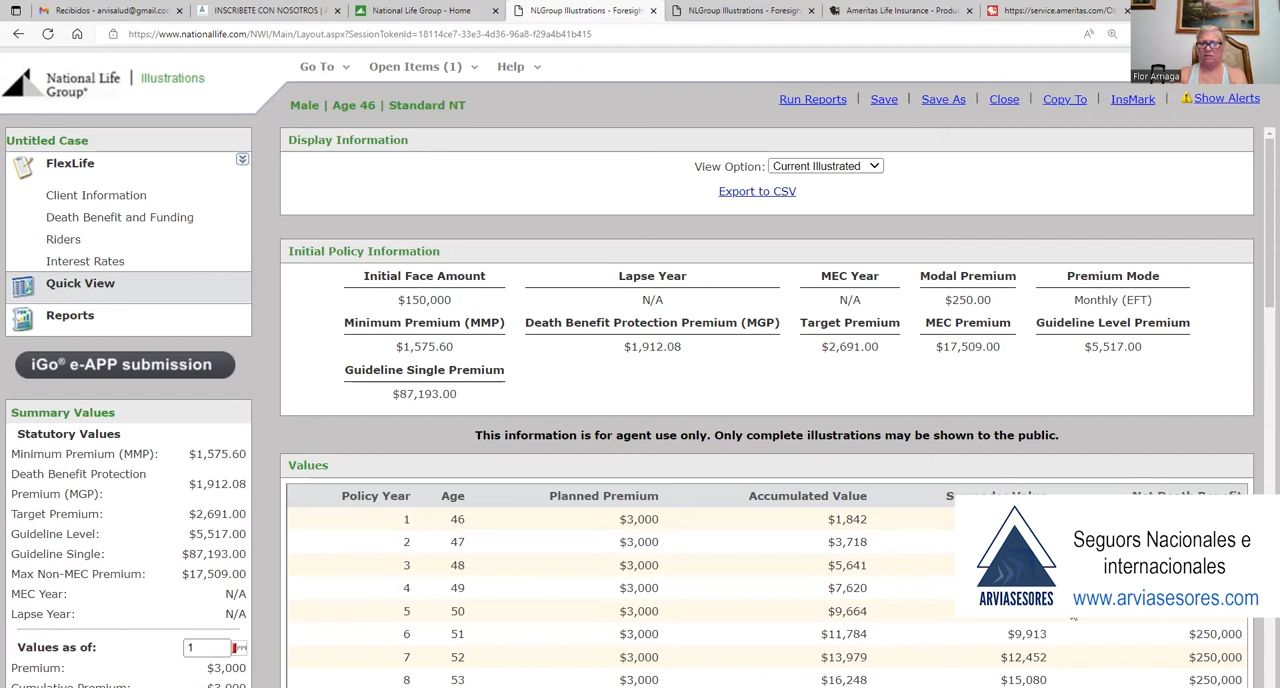 Recibidos - arvisalud@gmail.co
INSCRIBETE CON NOSOTROS |
National Life Group - Home
NLGroup Illustrations - Foresigh
NLGroup Illustrations - Foresigh
Ameritas Life Insurance - Produc
https://service.ameritas.com/
https://www.nationallife.com/NWI/Main/Layout.aspx?SessionTokenId=18114ce7-33e3-4d36-96a8-f29a4b41b415
Flor Arriaga
National Life Group® | Illustrations
Go To
Open Items (1)
Help
Male | Age 46 | Standard NT
Run Reports | Save | Save As | Close | Copy To | InsMark | Show Alerts
Untitled Case
FlexLife
Client Information
Death Benefit and Funding
Riders
Interest Rates
Quick View
Reports
iGo® e-APP submission
Summary Values
Statutory Values
Minimum Premium (MMP): $1,575.60
Death Benefit Protection
Premium (MGP): $1,912.08
Target Premium: $2,691.00
Guideline Level: $5,517.00
Guideline Single: $87,193.00
Max Non-MEC Premium: $17,509.00
MEC Year: N/A
Lapse Year: N/A
Values as of: 1
Premium: $3,000
Cumulative Premium: $3,000
Display Information
View Option: Current Illustrated
Export to CSV
Initial Policy Information
Initial Face Amount Lapse Year MEC Year Modal Premium Premium Mode
$150,000 N/A N/A $250.00 Monthly (EFT)
Minimum Premium (MMP) Death Benefit Protection Premium (MGP) Target Premium MEC Premium Guideline Level Premium
$1,575.60 $1,912.08 $2,691.00 $17,509.00 $5,517.00
Guideline Single Premium
$87,193.00
This information is for agent use only. Only complete illustrations may be shown to the public.
Values
Policy Year Age Planned Premium Accumulated Value Surrender Value Net Death Benefit
1 46 $3,000 $1,842
2 47 $3,000 $3,718
3 48 $3,000 $5,641
4 49 $3,000 $7,620
5 50 $3,000 $9,664
6 51 $3,000 $11,784 $9,913 $250,000
7 52 $3,000 $13,979 $12,452 $250,000
8 53 $3,000 $16,248 $15,080 $250,000
ARVIASESORES
Seguors Nacionales e
internacionales
www.arviasesores.com